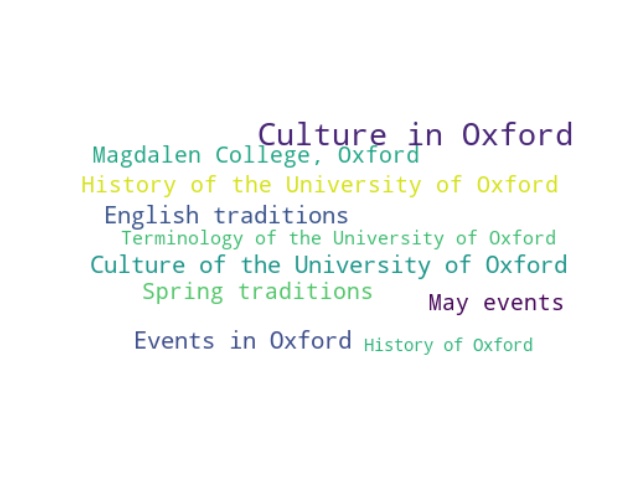 Culture in Oxford
Magdalen College, Oxford
History of the University of Oxford
English traditions
Terminology of the University of Oxford
Culture of the University of Oxford
Spring traditions
May events
Events in Oxford
History of Oxford